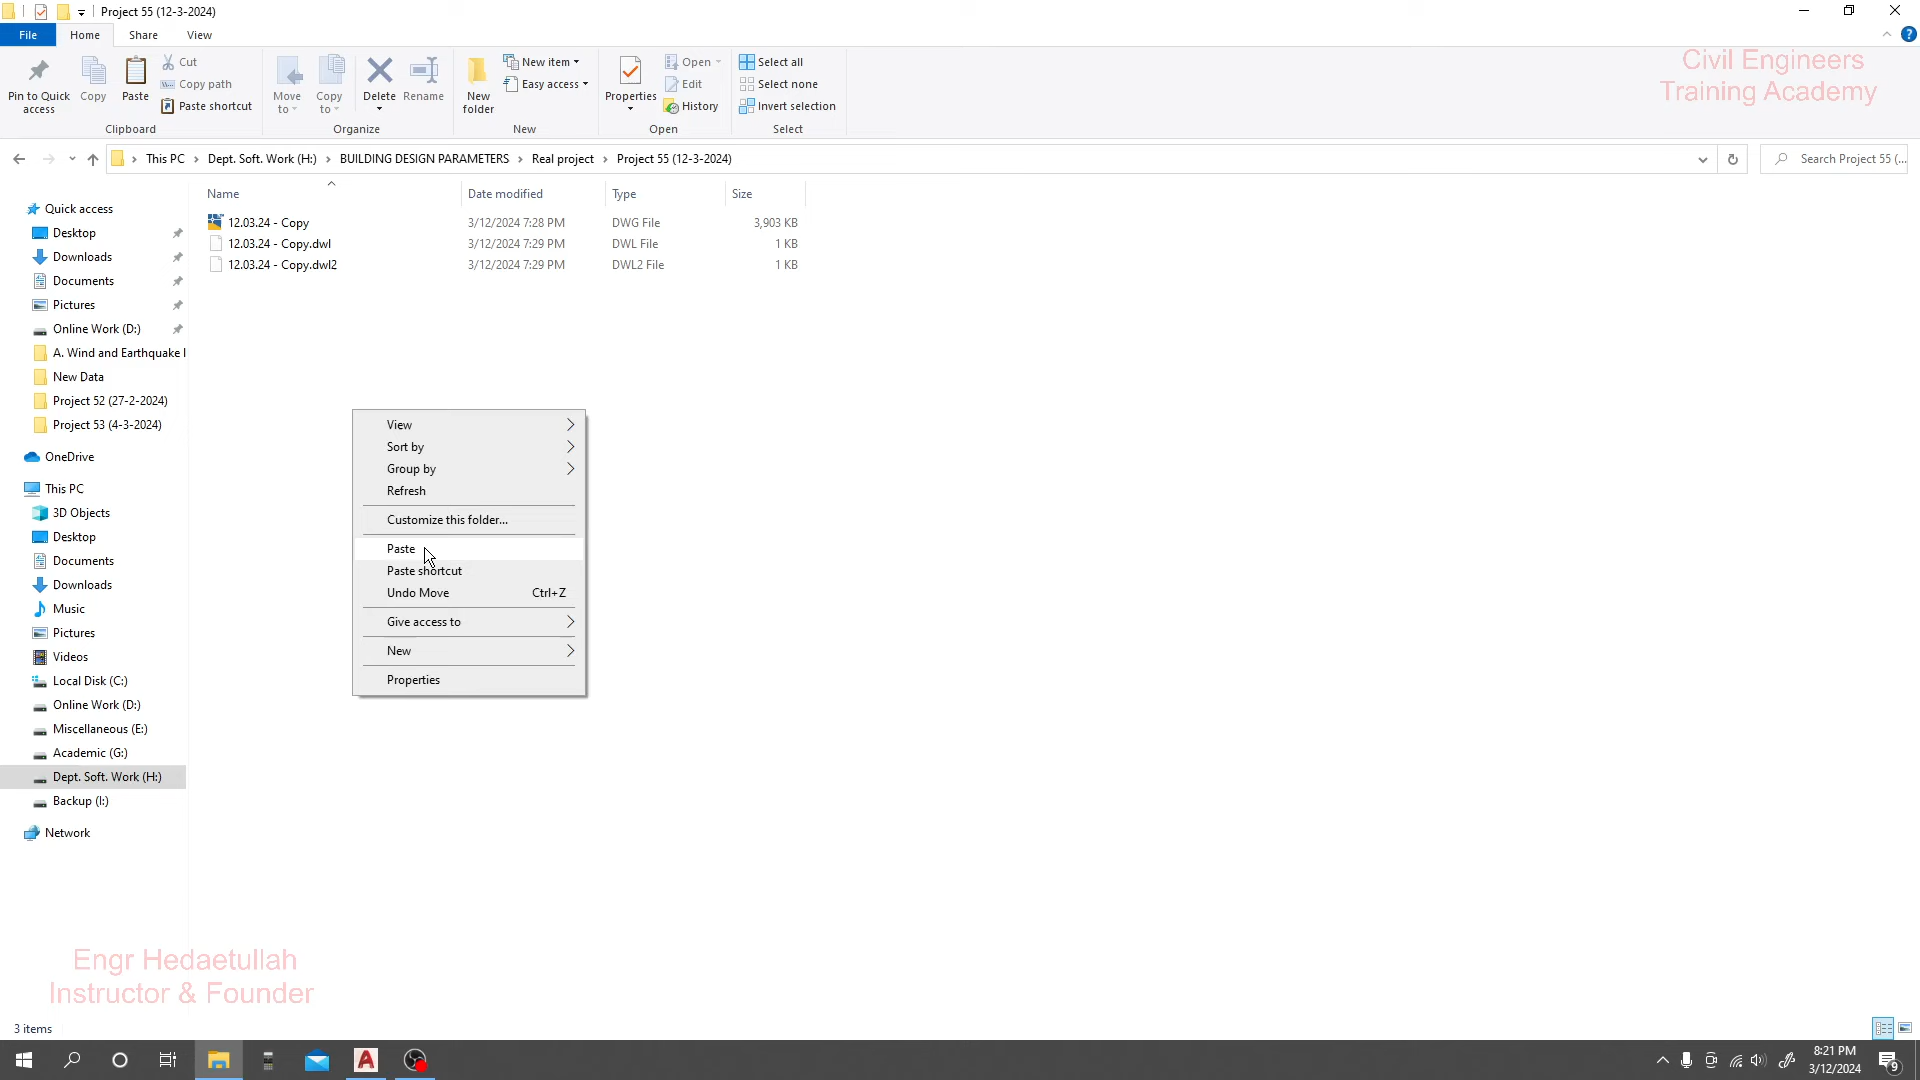 Project 55 (12-3-2024)
File Home Share View
Pin to Quick access
Copy
Paste
Cut
Copy path
Paste shortcut
Clipboard
Move to
Copy to
Delete
Rename
Organize
New folder
New item
Easy access
New
Properties
Open
Edit
History
Open
Select all
Select none
Invert selection
Select
Civil Engineers
Training Academy
This PC > Dept. Soft. Work (H:) > BUILDING DESIGN PARAMETERS > Real project > Project 55 (12-3-2024)
Search Project 55 (...
Name Date modified Type Size
12.03.24 - Copy 3/12/2024 7:28 PM DWG File 3,903 KB
12.03.24 - Copy.dwl 3/12/2024 7:29 PM DWL File 1 KB
12.03.24 - Copy.dwl2 3/12/2024 7:29 PM DWL2 File 1 KB
Quick access
Desktop
Downloads
Documents
Pictures
Online Work (D:)
A. Wind and Earthquake l
New Data
Project 52 (27-2-2024)
Project 53 (4-3-2024)
OneDrive
This PC
3D Objects
Desktop
Documents
Downloads
Music
Pictures
Videos
Local Disk (C:)
Online Work (D:)
Miscellaneous (E:)
Academic (G:)
Dept. Soft. Work (H:)
Backup (I:)
Network
View
Sort by
Group by
Refresh
Customize this folder...
Paste
Paste shortcut
Undo Move Ctrl+Z
Give access to
New
Properties
Engr Hedaetullah
Instructor & Founder
3 items
8:21 PM
3/12/2024
9